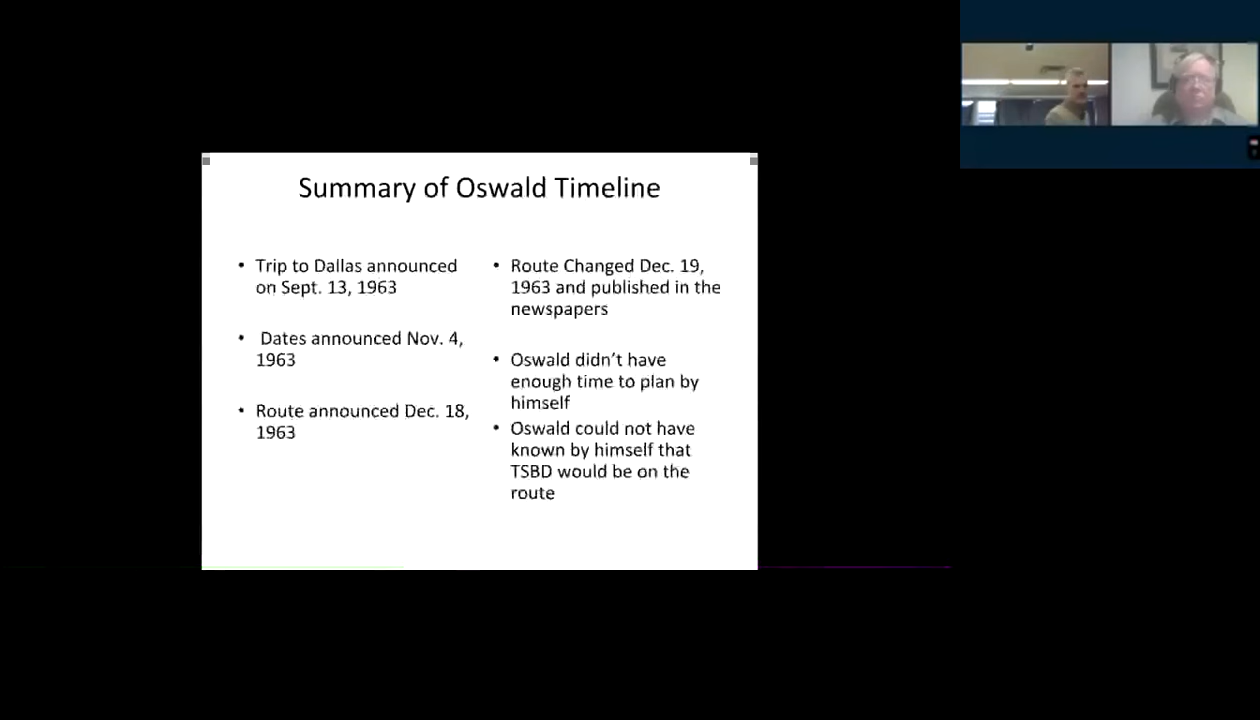 Summary of Oswald Timeline
• Trip to Dallas announced
on Sept. 13, 1963
• Dates announced Nov. 4,
1963
• Route announced Dec. 18,
1963
• Route Changed Dec. 19,
1963 and published in the
newspapers
• Oswald didn't have
enough time to plan by
himself
• Oswald could not have
known by himself that
TSBD would be on the
route